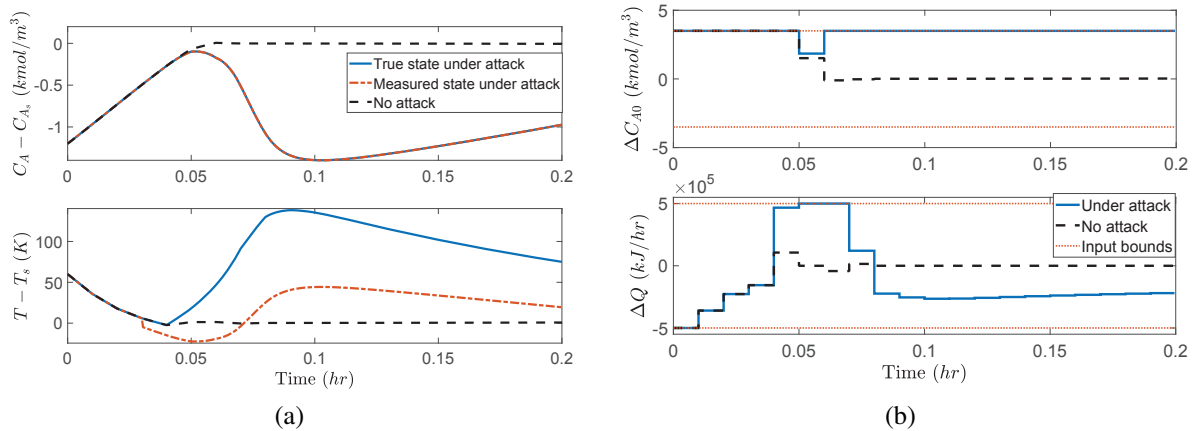 C_A − C_{A_s} (kmol/m^3)
0
-0.5
-1
True state under attack
Measured state under attack
No attack
0 0.05 0.1 0.15 0.2
T − T_s (K)
100
50
0
0 0.05 0.1 0.15 0.2
Time (hr)
(a)
ΔC_{A0} (kmol/m^3)
5
0
-5
0 0.05 0.1 0.15 0.2
×10^5
ΔQ (kJ/hr)
5
0
-5
Under attack
No attack
Input bounds
0 0.05 0.1 0.15 0.2
Time (hr)
(b)